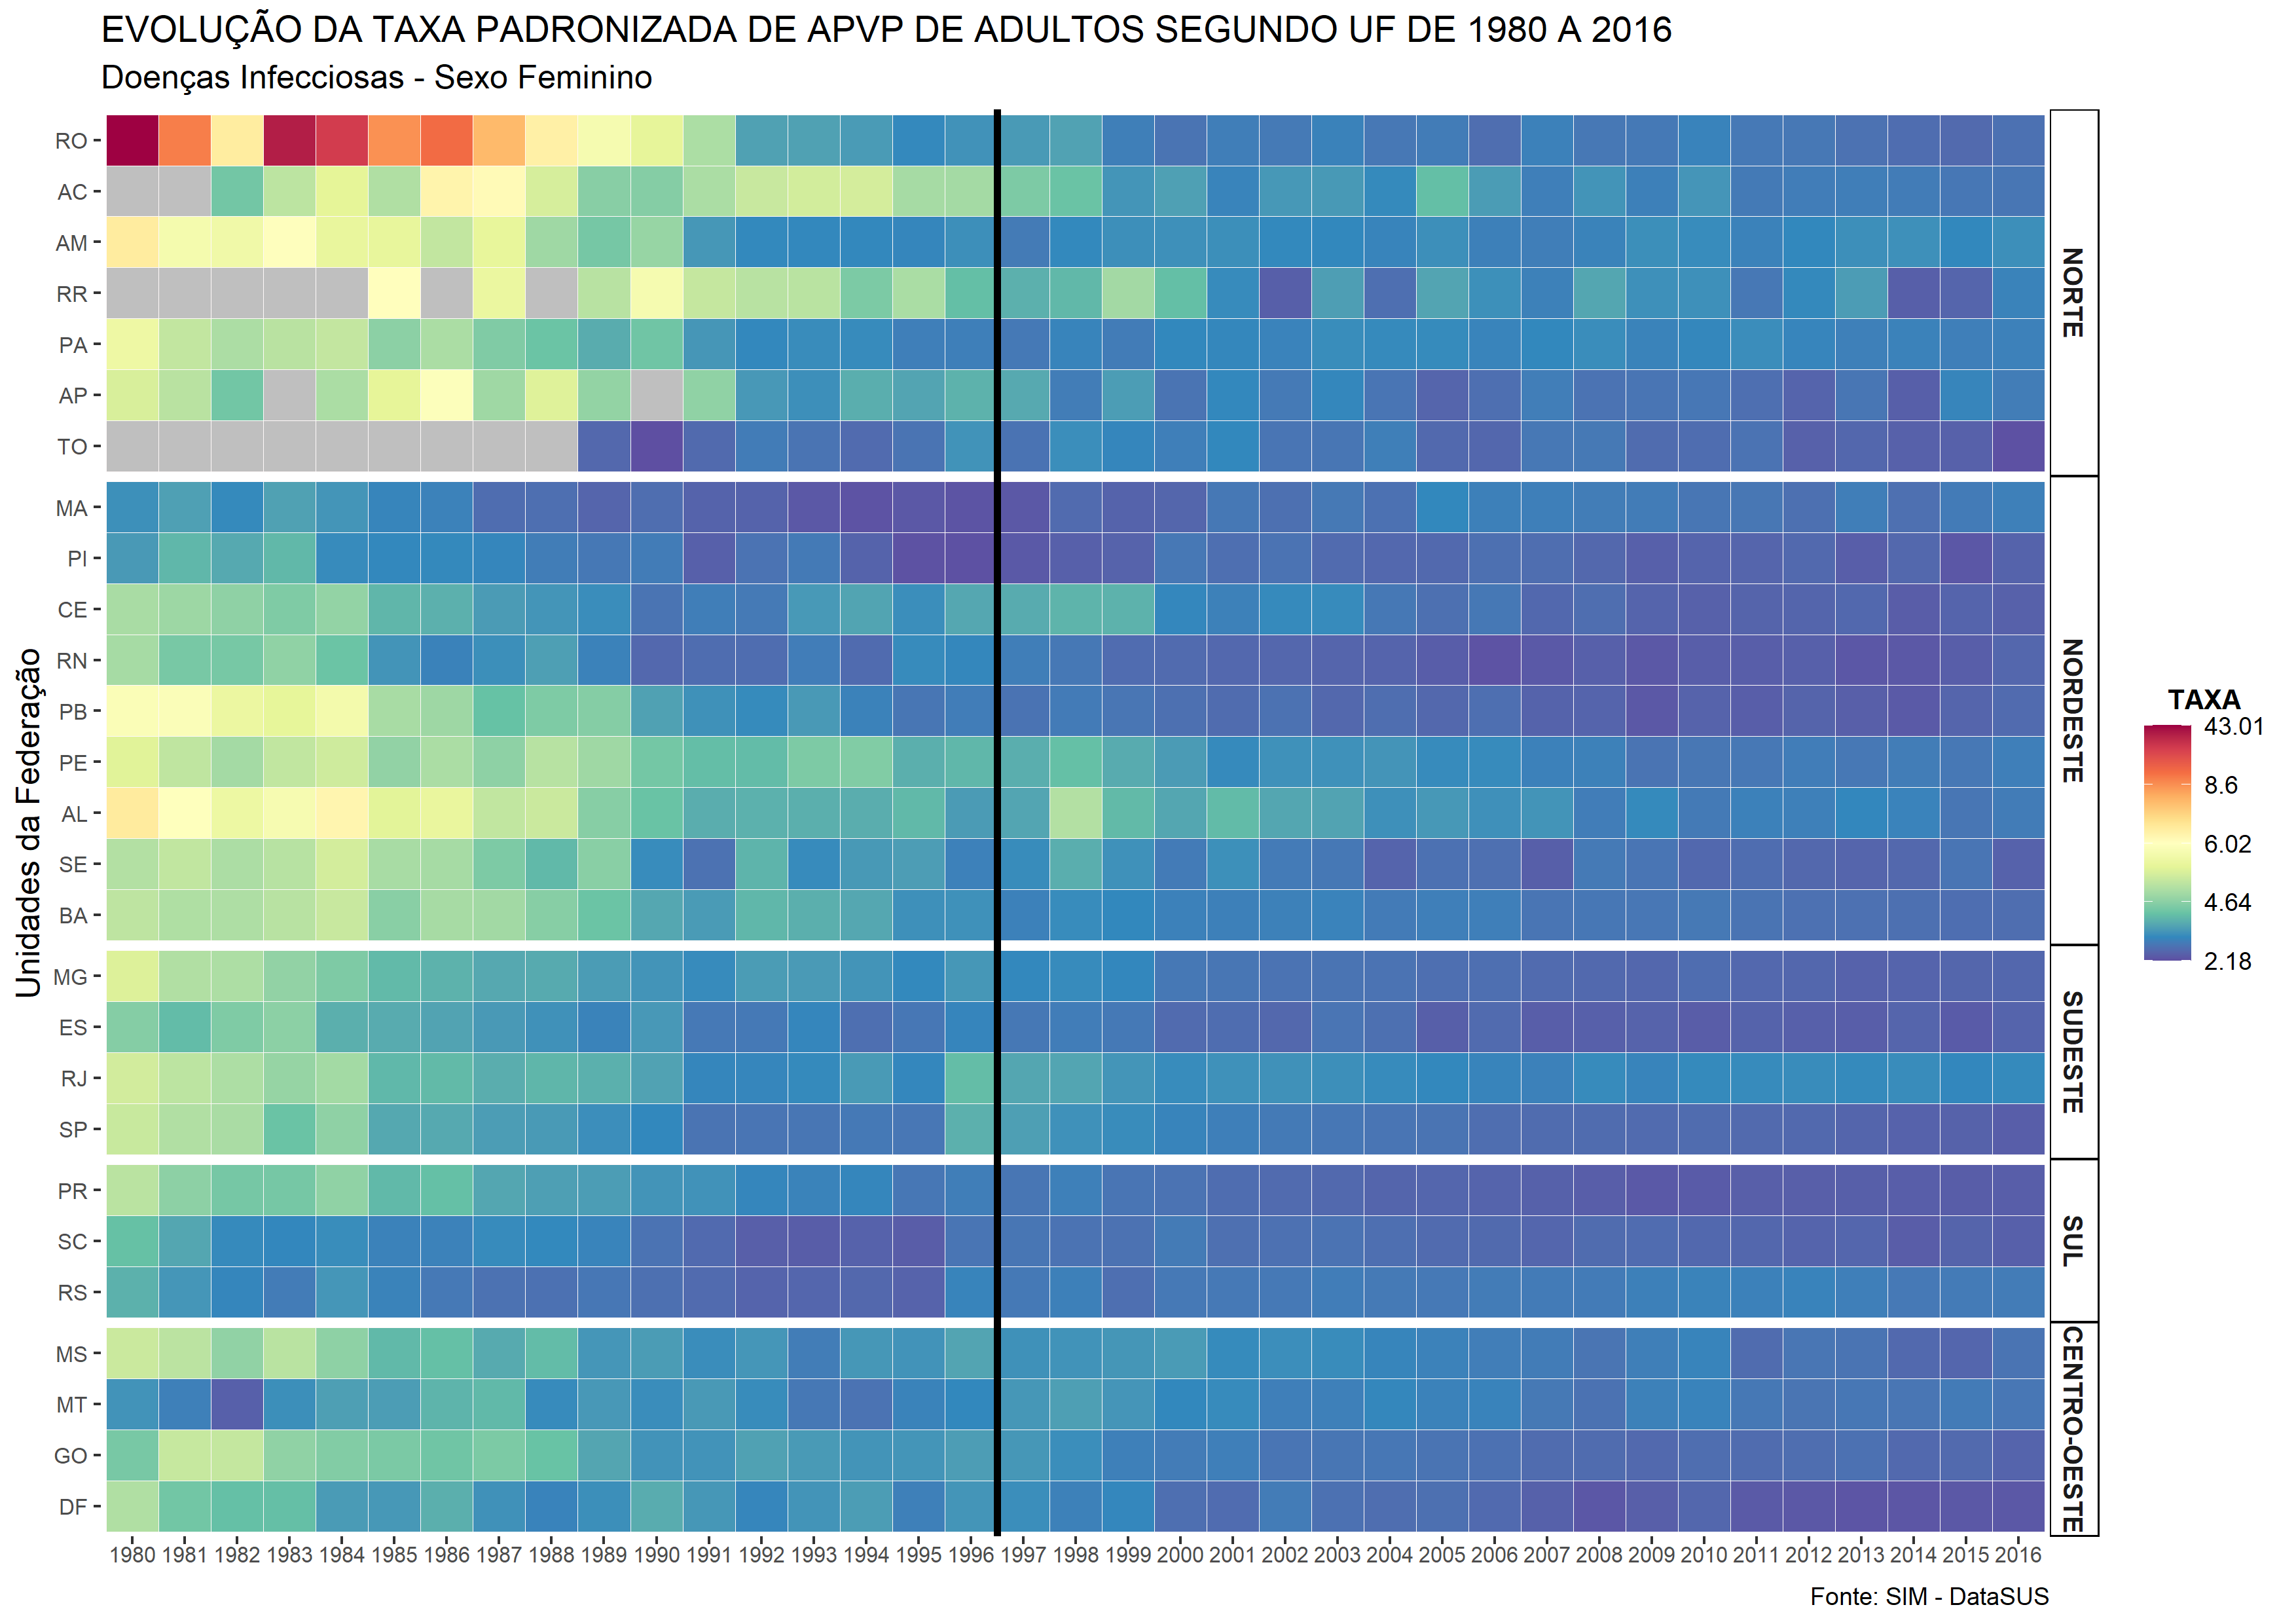 EVOLUÇÃO DA TAXA PADRONIZADA DE APVP DE ADULTOS SEGUNDO UF DE 1980 A 2016
Doenças Infecciosas - Sexo Feminino
Unidades da Federação
RO
AC
AM
RR
PA
AP
TO
NORTE
MA
PI
CE
RN
PB
PE
AL
SE
BA
NORDESTE
MG
ES
RJ
SP
SUDESTE
PR
SC
RS
SUL
MS
MT
GO
DF
CENTRO-OESTE
1980 1981 1982 1983 1984 1985 1986 1987 1988 1989 1990 1991 1992 1993 1994 1995 1996 1997 1998 1999 2000 2001 2002 2003 2004 2005 2006 2007 2008 2009 2010 2011 2012 2013 2014 2015 2016
TAXA
43.01
8.6
6.02
4.64
2.18
Fonte: SIM - DataSUS